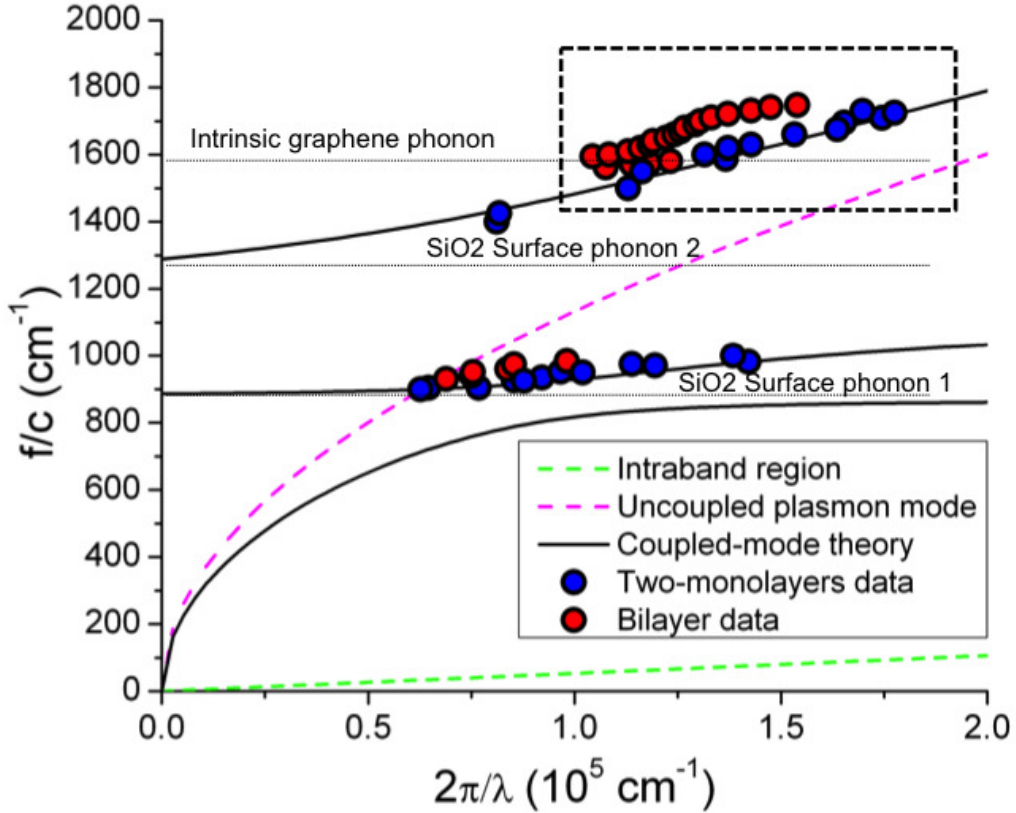 2000
1800
1600
1400
1200
1000
800
600
400
200
0
f/c (cm⁻¹)
Intrinsic graphene phonon
SiO2 Surface phonon 2
SiO2 Surface phonon 1
Intraband region
Uncoupled plasmon mode
Coupled-mode theory
Two-monolayers data
Bilayer data
0.0 0.5 1.0 1.5 2.0
2π/λ (10⁵ cm⁻¹)